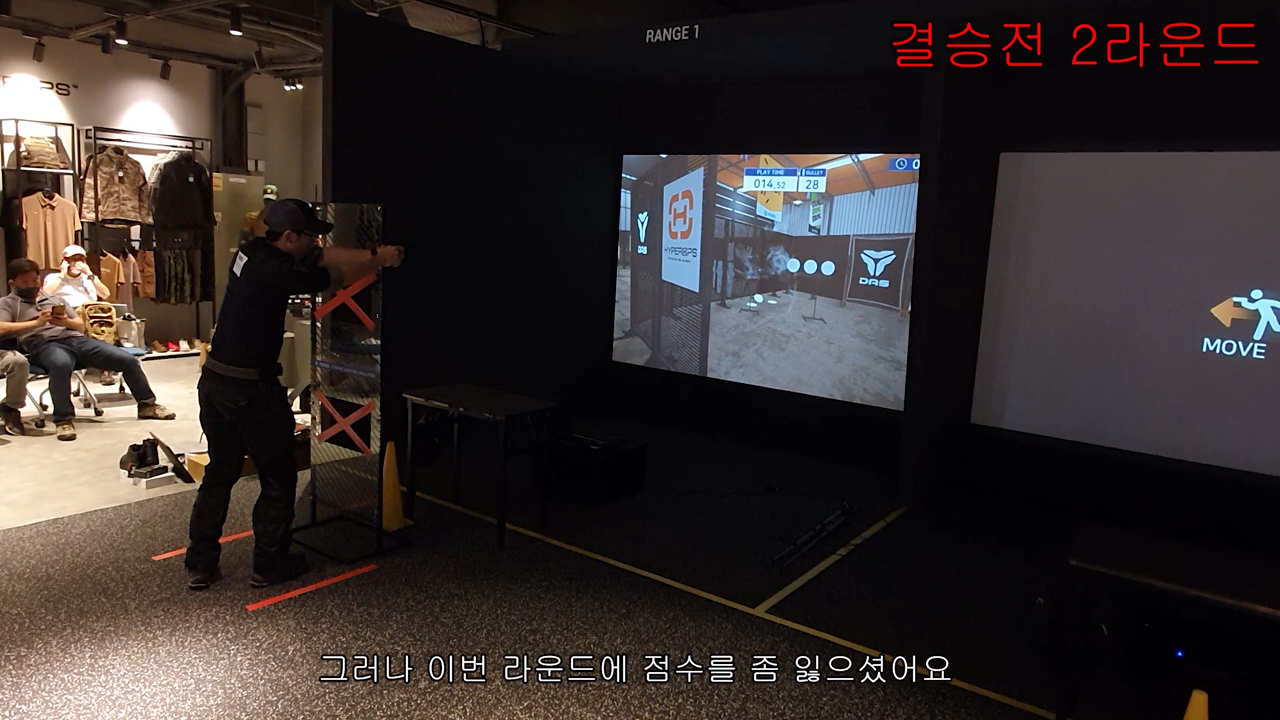 결승전 2라운드
RANGE 1
PLAY TIME
BULLET
014.52
28
DAS
HYPEROPS
DAS
MOVE
그러나 이번 라운드에 점수를 좀 잃으셨어요